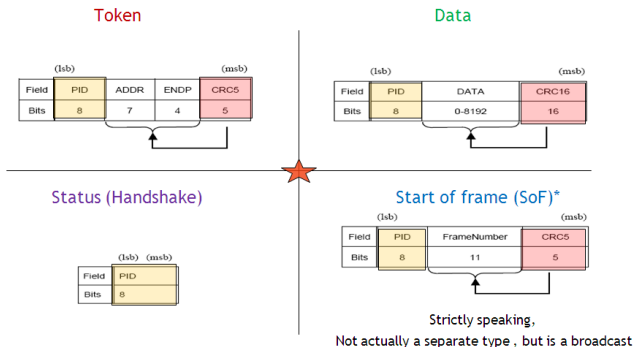 Token
(lsb) (msb)
Field PID ADDR ENDP CRC5
Bits 8 7 4 5
Data
(lsb) (msb)
Field PID DATA CRC16
Bits 8 0-8192 16
Status (Handshake)
(lsb) (msb)
Field PID
Bits 8
Start of frame (SoF)*
(lsb) (msb)
Field PID FrameNumber CRC5
Bits 8 11 5
Strictly speaking,
Not actually a separate type, but is a broadcast